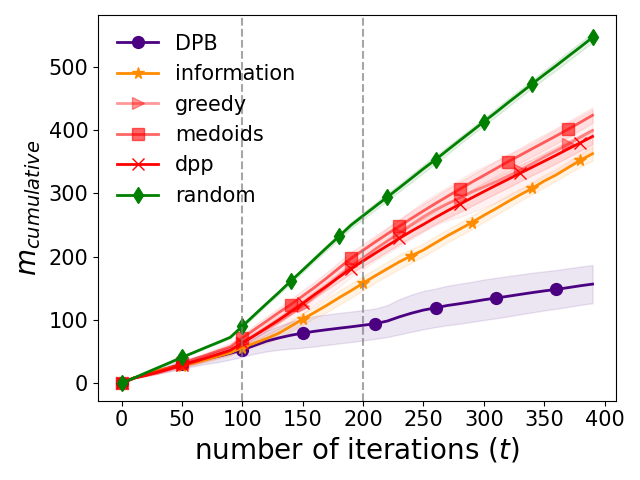 DPB
information
greedy
medoids
dpp
random
500
400
300
200
100
0
m_cumulative
0 50 100 150 200 250 300 350 400
number of iterations (t)